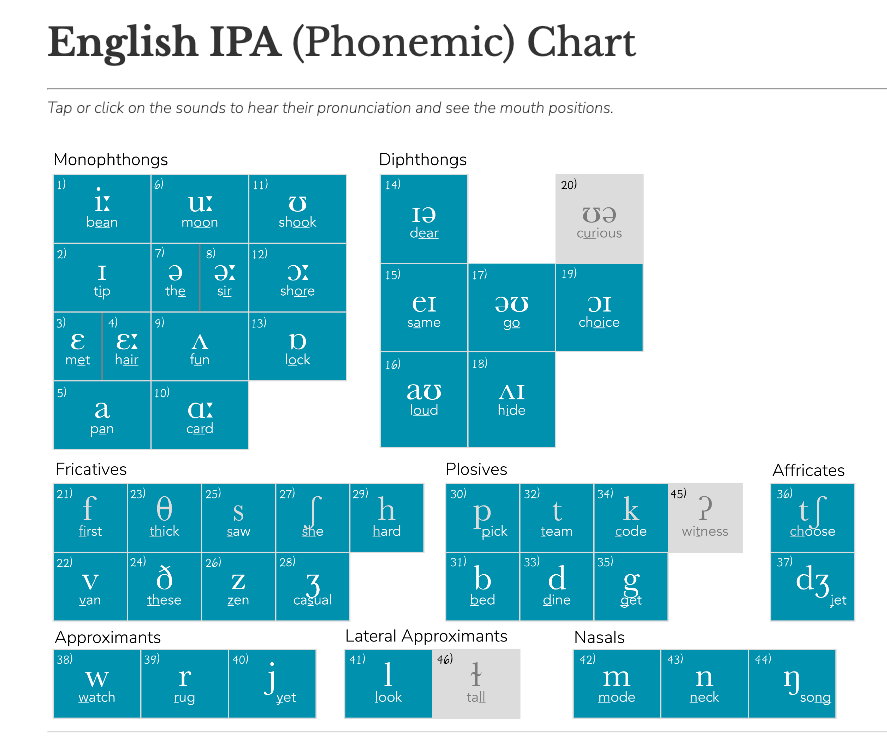 English IPA (Phonemic) Chart
Tap or click on the sounds to hear their pronunciation and see the mouth positions.
Monophthongs
1) iː bean 6) uː moon 11) ʊ shook
2) ɪ tip 7) ə the 8) əː sir 12) ɔː shore
3) ɛ met 4) ɛː hair 9) ʌ fun 13) ɒ lock
5) a pan 10) ɑː card
Diphthongs
14) ɪə dear 20) ʊə curious
15) eɪ same 17) əʊ go 19) ɔɪ choice
16) aʊ loud 18) ʌɪ hide
Fricatives
21) f first 23) θ thick 25) s saw 27) ʃ she 29) h hard
22) v van 24) ð these 26) z zen 28) ʒ casual
Plosives
30) p pick 32) t team 34) k code 45) ʔ witness
31) b bed 33) d dine 35) g get
Affricates
36) tʃ choose
37) dʒ jet
Approximants
38) w watch 39) r rug 40) j yet
Lateral Approximants
41) l look 46) ɫ tall
Nasals
42) m mode 43) n neck 44) ŋ song